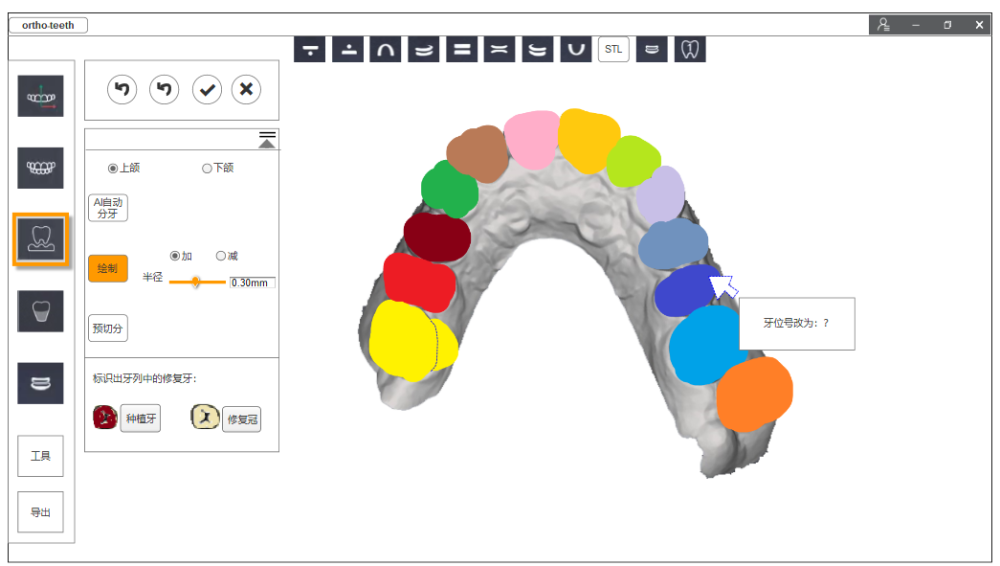 ortho-teeth
STL
上颌
下颌
AI自动
分牙
绘制
加
减
半径
0.30mm
预切分
标识出牙列中的修复牙:
种植牙
修复冠
工具
导出
牙位号改为: ?